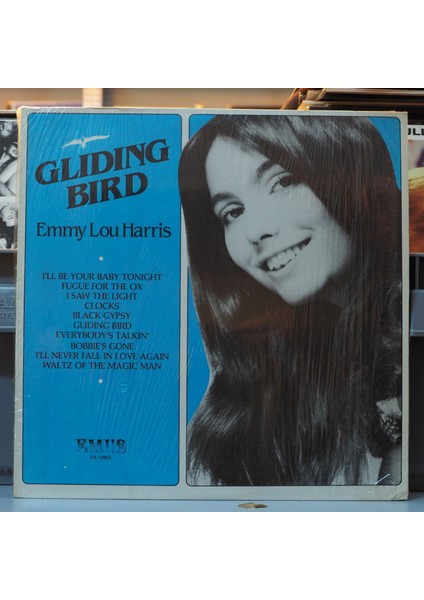 GLIDING
BIRD
Emmy Lou Harris
I'LL BE YOUR BABY TONIGHT
FUGUE FOR THE OX
I SAW THE LIGHT
CLOCKS
BLACK GYPSY
GLIDING BIRD
EVERYBODY'S TALKIN'
BOBBIE'S GONE
I'LL NEVER FALL IN LOVE AGAIN
WALTZ OF THE MAGIC MAN
EMUS